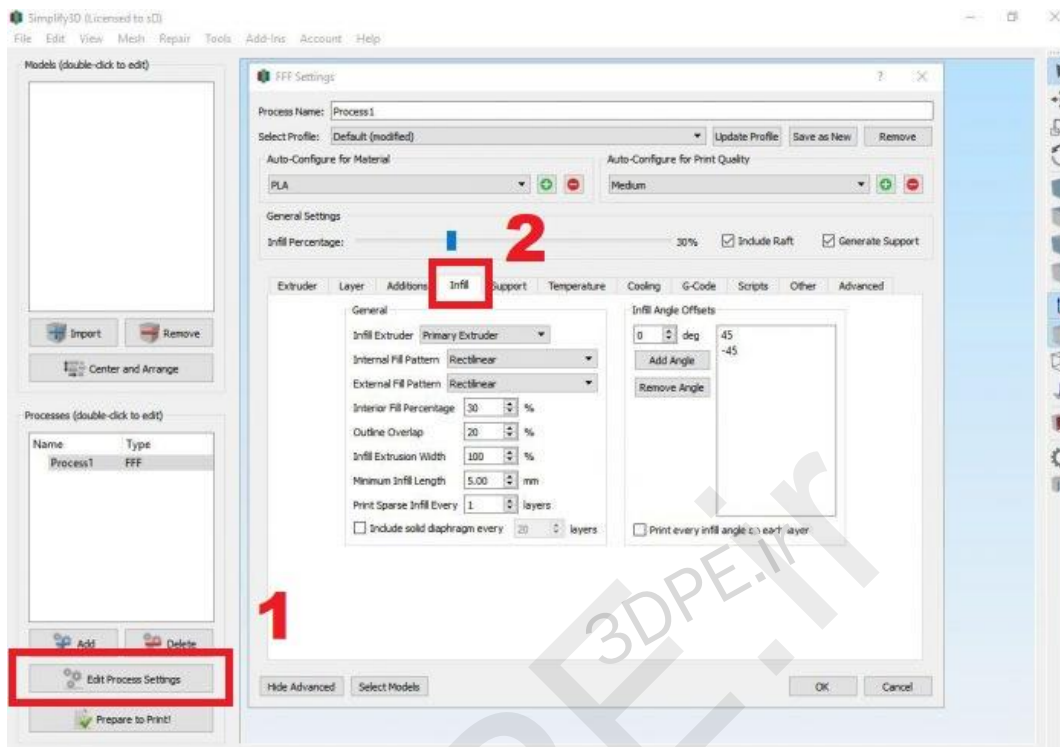 Simplify3D (Licensed to sD)
File Edit View Mesh Repair Tools Add-Ins Account Help
Models (double-click to edit)
Import Remove
Center and Arrange
Processes (double-click to edit)
Name Type
Process1 FFF
Add Delete
Edit Process Settings
Prepare to Print!
1
FFF Settings
Process Name: Process1
Select Profile: Default (modified) Update Profile Save as New Remove
Auto-Configure for Material
PLA
Auto-Configure for Print Quality
Medium
General Settings
Infill Percentage: 30% Include Raft Generate Support
2
Extruder Layer Additions Infill Support Temperature Cooling G-Code Scripts Other Advanced
General
Infill Extruder Primary Extruder
Internal Fill Pattern Rectilinear
External Fill Pattern Rectilinear
Interior Fill Percentage 30 %
Outline Overlap 20 %
Infill Extrusion Width 100 %
Minimum Infill Length 5.00 mm
Print Sparse Infill Every 1 layers
Include solid diaphragm every 20 layers
Infill Angle Offsets
0 deg
Add Angle
Remove Angle
45
-45
Print every infill angle on each layer
Hide Advanced Select Models OK Cancel
3DPE.ir